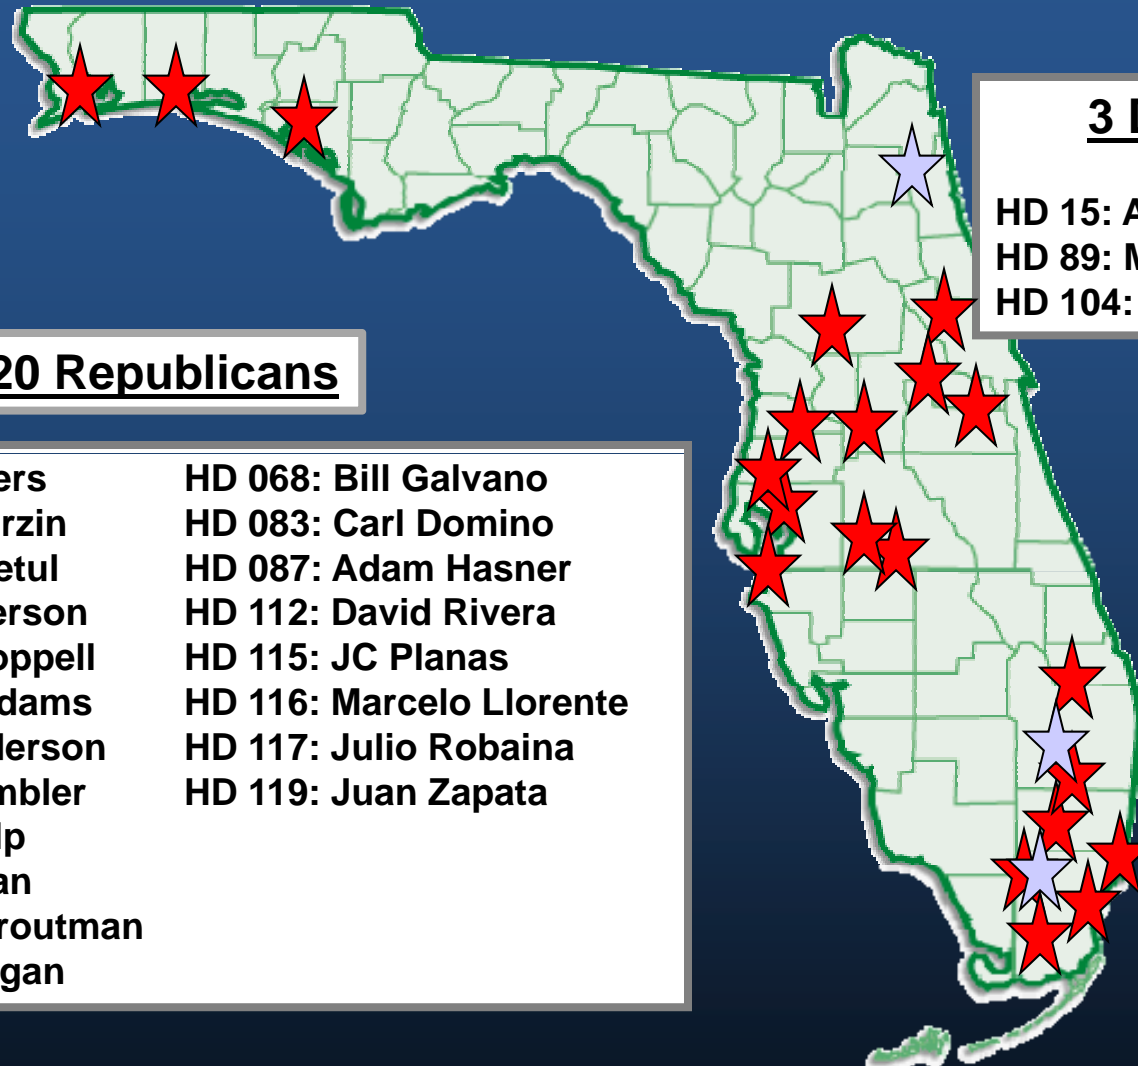 20 Republicans
ers
rzin
etul
erson
oppell
dams
derson
mbler
lp
an
routman
gan
HD 068: Bill Galvano
HD 083: Carl Domino
HD 087: Adam Hasner
HD 112: David Rivera
HD 115: JC Planas
HD 116: Marcelo Llorente
HD 117: Julio Robaina
HD 119: Juan Zapata
3
HD 15: A
HD 89: M
HD 104: